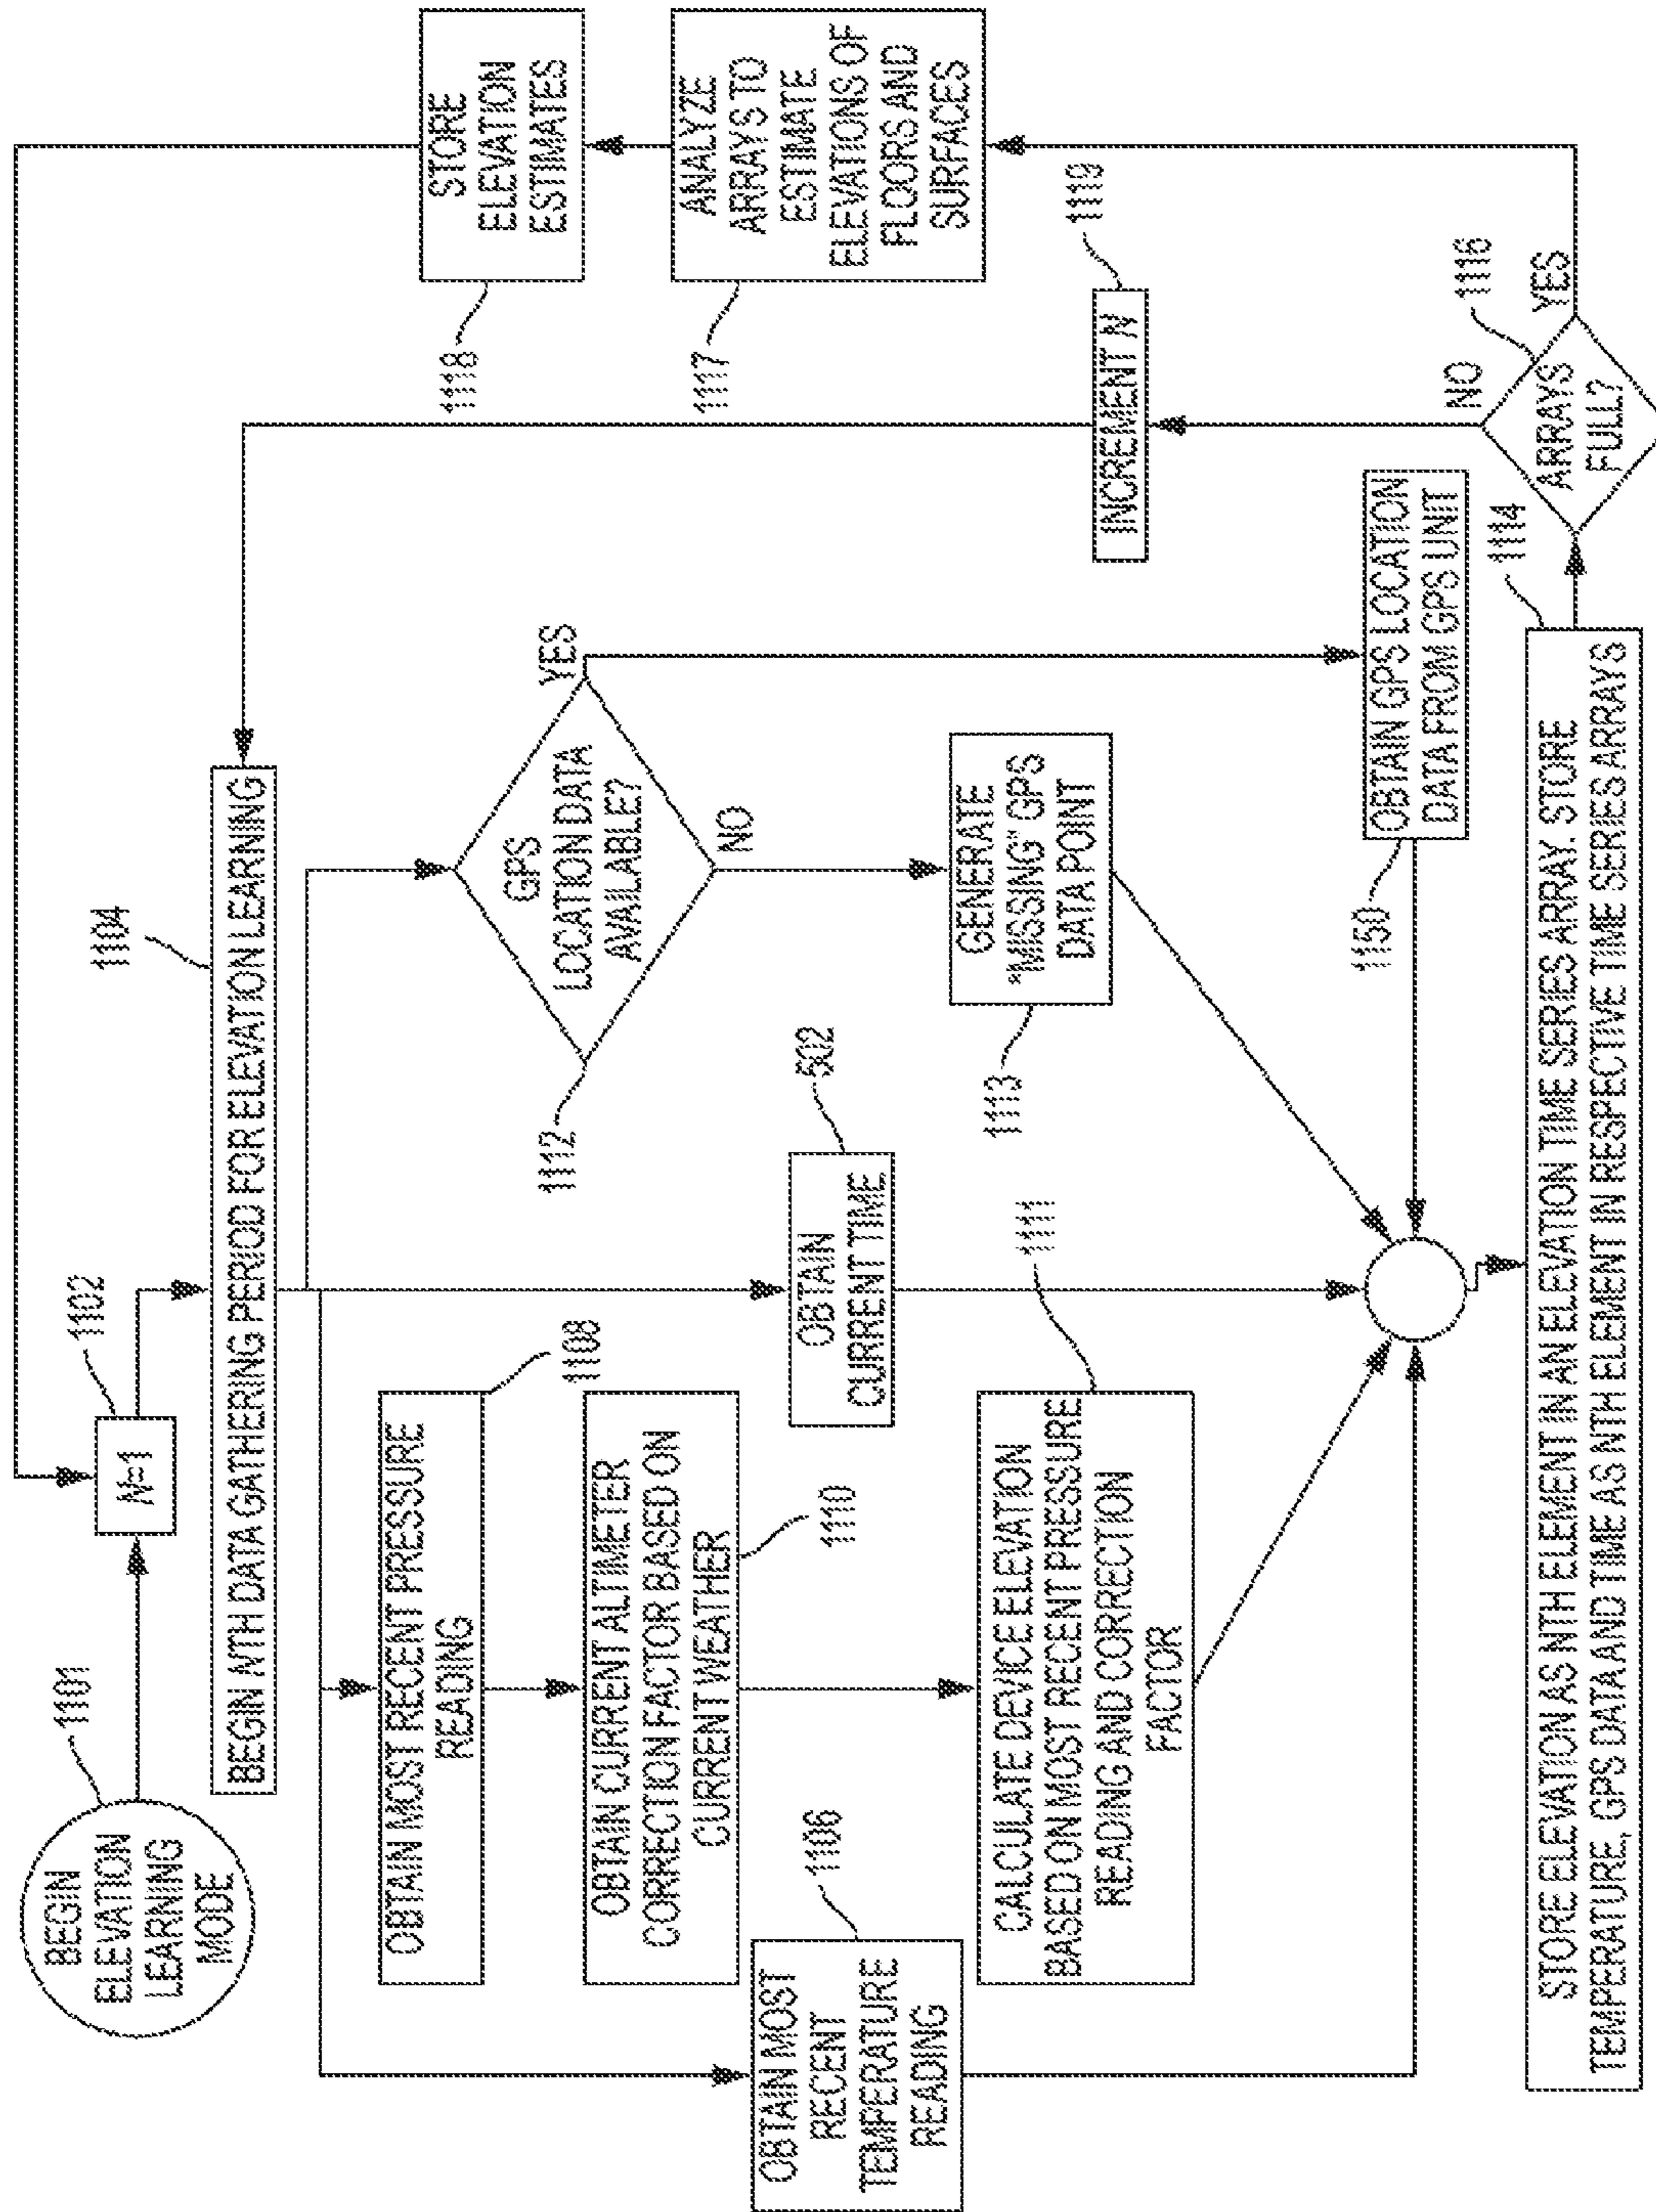 BEGIN
ELEVATION
LEARNING
MODE
1101
N=1
1102
BEGIN NTH DATA GATHERING PERIOD FOR ELEVATION LEARNING
1104
OBTAIN MOST RECENT PRESSURE
READING
1108
OBTAIN CURRENT ALTIMETER
CORRECTION FACTOR BASED ON
CURRENT WEATHER
1110
OBTAIN MOST
RECENT
TEMPERATURE
READING
1106
CALCULATE DEVICE ELEVATION
BASED ON MOST RECENT PRESSURE
READING AND CORRECTION
FACTOR
1111
OBTAIN
CURRENT TIME
502
GPS
LOCATION DATA
AVAILABLE?
1112
YES
NO
GENERATE
"MISSING" GPS
DATA POINT
1113
OBTAIN GPS LOCATION
DATA FROM GPS UNIT
1150
STORE ELEVATION AS NTH ELEMENT IN AN ELEVATION TIME SERIES ARRAY. STORE
TEMPERATURE, GPS DATA AND TIME AS NTH ELEMENT IN RESPECTIVE TIME SERIES ARRAYS
1114
ARRAYS
FULL?
1116
NO
YES
INCREMENT N
1119
ANALYZE
ARRAYS TO
ESTIMATE
ELEVATIONS OF
FLOORS AND
SURFACES
1117
STORE
ELEVATION
ESTIMATES
1118